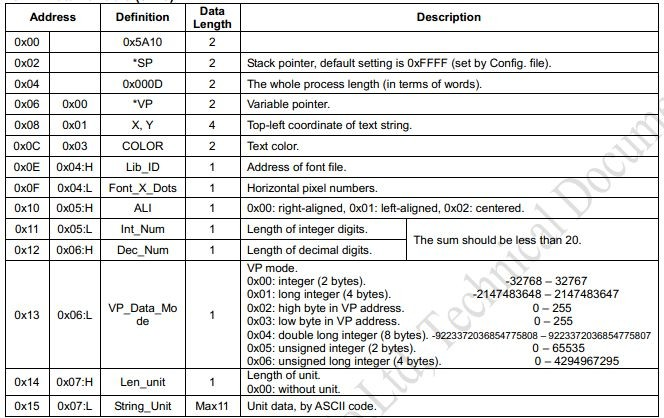 Address Definition Data Length Description
0x00 0x5A10 2
0x02 *SP 2 Stack pointer, default setting is 0xFFFF (set by Config. file).
0x04 0x000D 2 The whole process length (in terms of words).
0x06 0x00 *VP 2 Variable pointer.
0x08 0x01 X, Y 4 Top-left coordinate of text string.
0x0C 0x03 COLOR 2 Text color.
0x0E 0x04:H Lib_ID 1 Address of font file.
0x0F 0x04:L Font_X_Dots 1 Horizontal pixel numbers.
0x10 0x05:H ALI 1 0x00: right-aligned, 0x01: left-aligned, 0x02: centered.
0x11 0x05:L Int_Num 1 Length of integer digits.
The sum should be less than 20.
0x12 0x06:H Dec_Num 1 Length of decimal digits.
0x13 0x06:L VP_Data_Mo
de 1 VP mode.
0x00: integer (2 bytes). -32768 – 32767
0x01: long integer (4 bytes). -2147483648 – 2147483647
0x02: high byte in VP address. 0 – 255
0x03: low byte in VP address. 0 – 255
0x04: double long integer (8 bytes). -9223372036854775808 – 9223372036854775807
0x05: unsigned integer (2 bytes). 0 – 65535
0x06: unsigned long integer (4 bytes). 0 – 4294967295
0x14 0x07:H Len_unit 1 Length of unit.
0x00: without unit.
0x15 0x07:L String_Unit Max11 Unit data, by ASCII code.
Ltd, Technical Docum